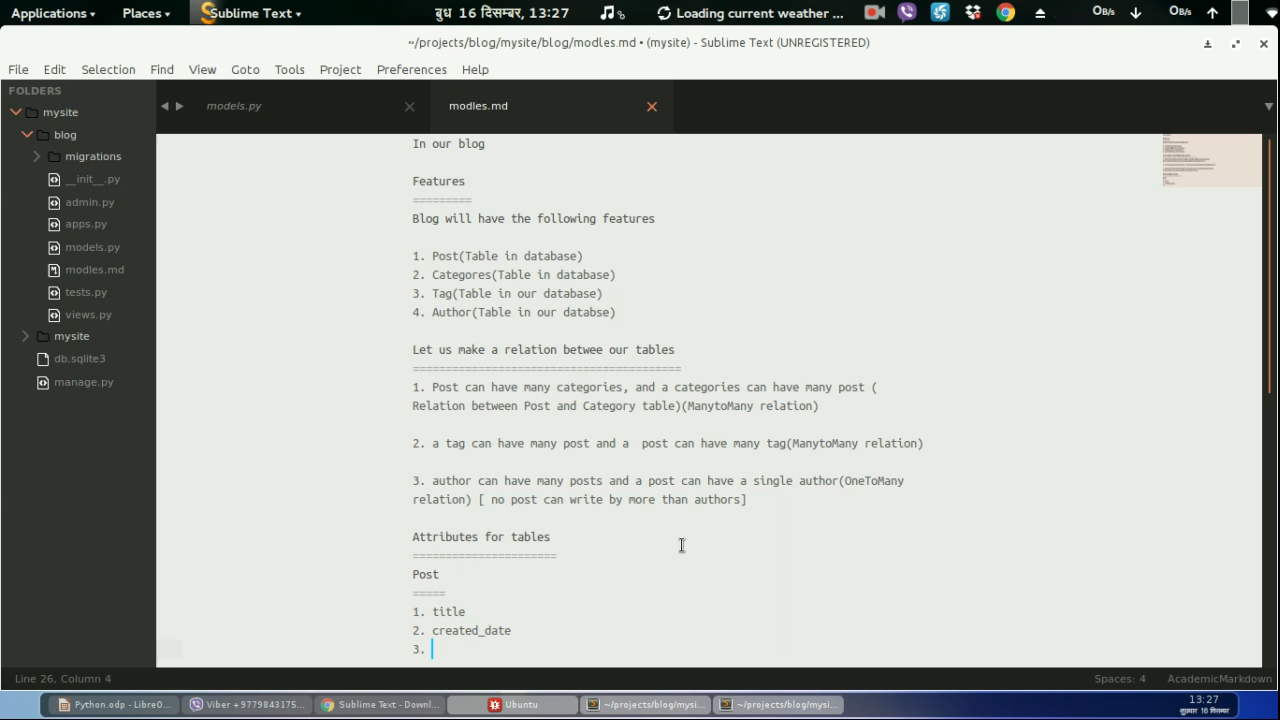 Applications Places Sublime Text बुध 16 दिसम्बर, 13:27 Loading current weather ... 0B/s 0B/s
~/projects/blog/mysite/blog/modles.md • (mysite) - Sublime Text (UNREGISTERED)
File Edit Selection Find View Goto Tools Project Preferences Help
FOLDERS
mysite
blog
migrations
__init__.py
admin.py
apps.py
models.py
modles.md
tests.py
views.py
mysite
db.sqlite3
manage.py
models.py modles.md
In our blog
Features
=========
Blog will have the following features
1. Post(Table in database)
2. Categores(Table in database)
3. Tag(Table in our database)
4. Author(Table in our databse)
Let us make a relation betwee our tables
=========================================
1. Post can have many categories, and a categories can have many post (
Relation between Post and Category table)(ManytoMany relation)
2. a tag can have many post and a  post can have many tag(ManytoMany relation)
3. author can have many posts and a post can have a single author(OneToMany
relation) [ no post can write by more than authors]
Attributes for tables
======================
Post
=====
1. title
2. created_date
3.
Line 26, Column 4 Spaces: 4 AcademicMarkdown
Python.odp - LibreO... Viber +9779843175... Sublime Text - Downl... Ubuntu ~/projects/blog/mysi... ~/projects/blog/mysi... 13:27